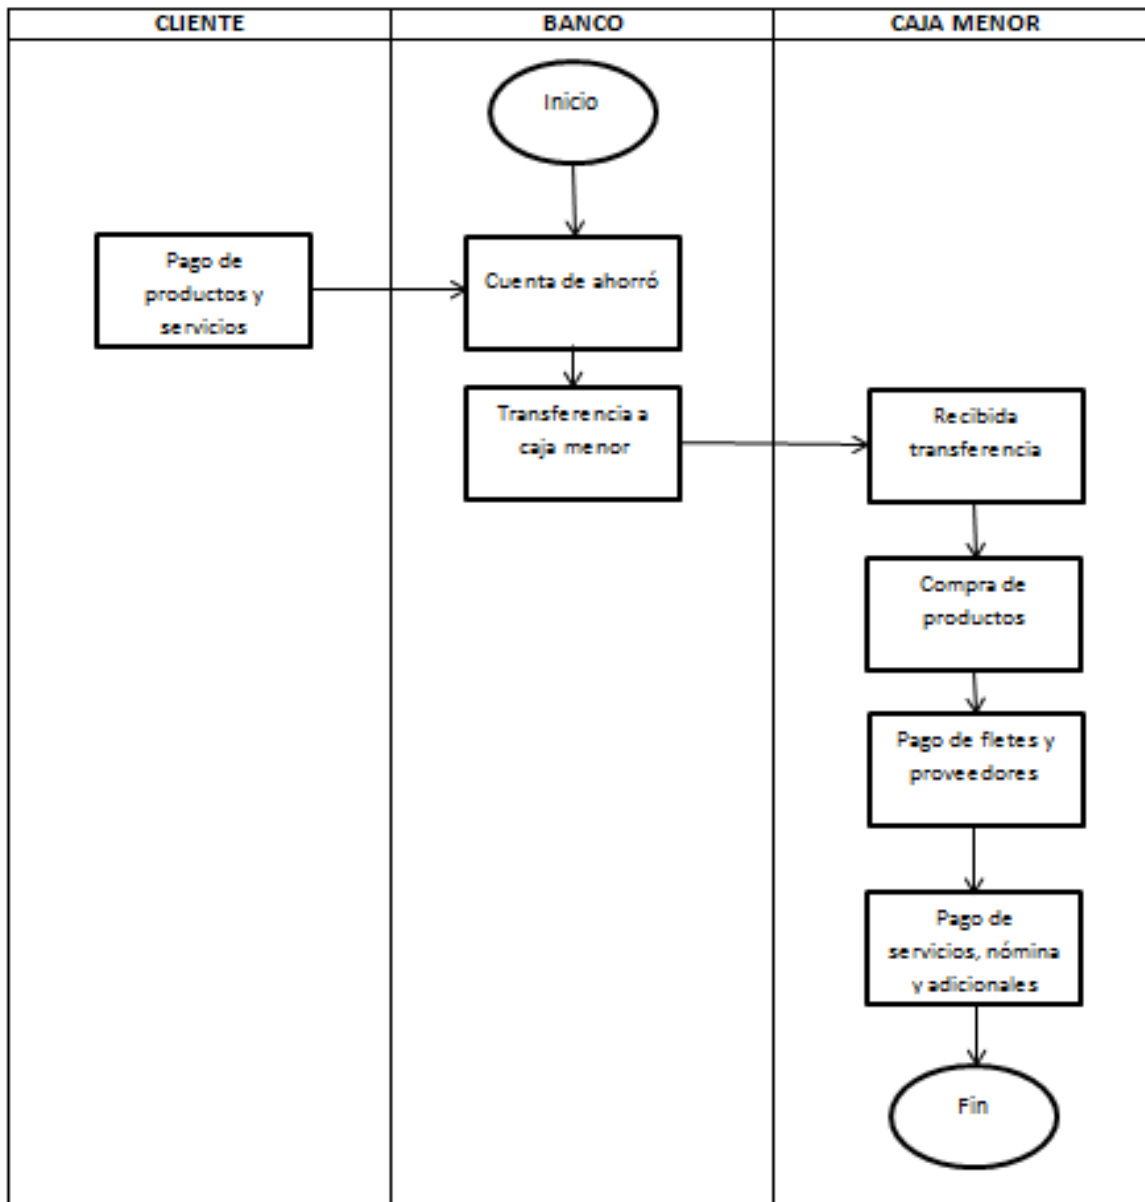 CLIENTE
BANCO
CAJA MENOR
Inicio
Pago de
productos y
servicios
Cuenta de ahorró
Transferencia a
caja menor
Recibida
transferencia
Compra de
productos
Pago de fletes y
proveedores
Pago de
servicios, nómina
y adicionales
Fin